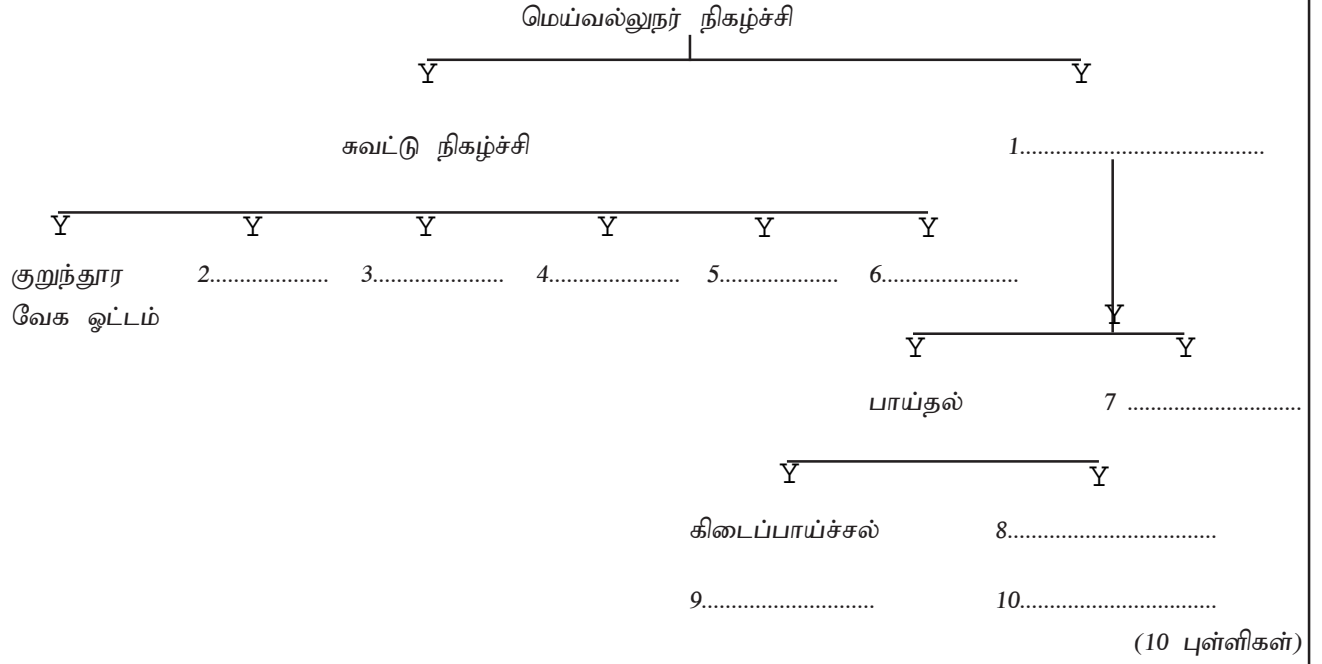 மெய்வல்லுநர் நிகழ்ச்சி
Y Y
சுவட்டு நிகழ்ச்சி 1....................................
Y Y Y Y Y Y
குறுந்தூர 2................... 3...................... 4...................... 5.................... 6.......................
வேக ஓட்டம்
Y
Y Y
பாய்தல் 7 .............................
Y Y
கிடைப்பாய்ச்சல் 8...................................
9............................. 10.................................
(10 புள்ளிகள்)